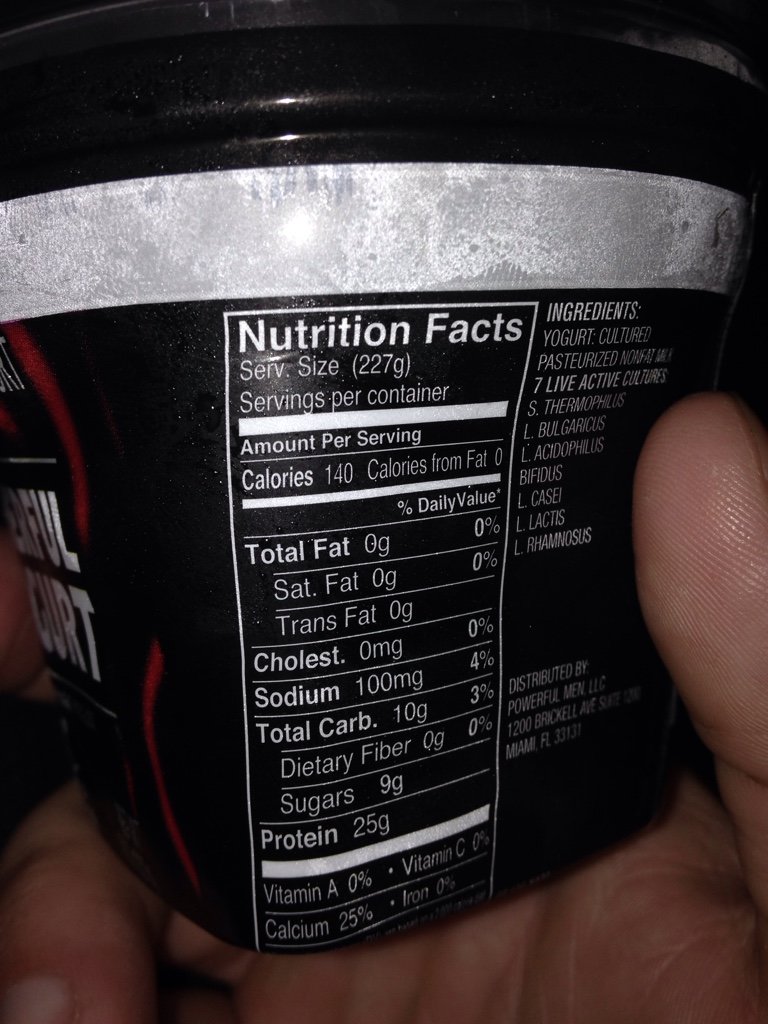 Nutrition Facts
Serv. Size (227g)
Servings per container
Amount Per Serving
Calories 140 Calories from Fat 0
% Daily Value*
Total Fat 0g 0%
Sat. Fat 0g 0%
Trans Fat 0g
Cholest. 0mg 0%
Sodium 100mg 4%
Total Carb. 10g 3%
Dietary Fiber 0g 0%
Sugars 9g
Protein 25g
Vitamin A 0% • Vitamin C 0%
Calcium 25% • Iron 0%
INGREDIENTS:
YOGURT: CULTURED
PASTEURIZED NONFAT MILK
7 LIVE ACTIVE CULTURES:
S. THERMOPHILUS
L. BULGARICUS
L. ACIDOPHILUS
BIFIDUS
L. CASEI
L. LACTIS
L. RHAMNOSUS
DISTRIBUTED BY:
POWERFUL MEN, LLC
1200 BRICKELL AVE SUITE 1200
MIAMI, FL 33131